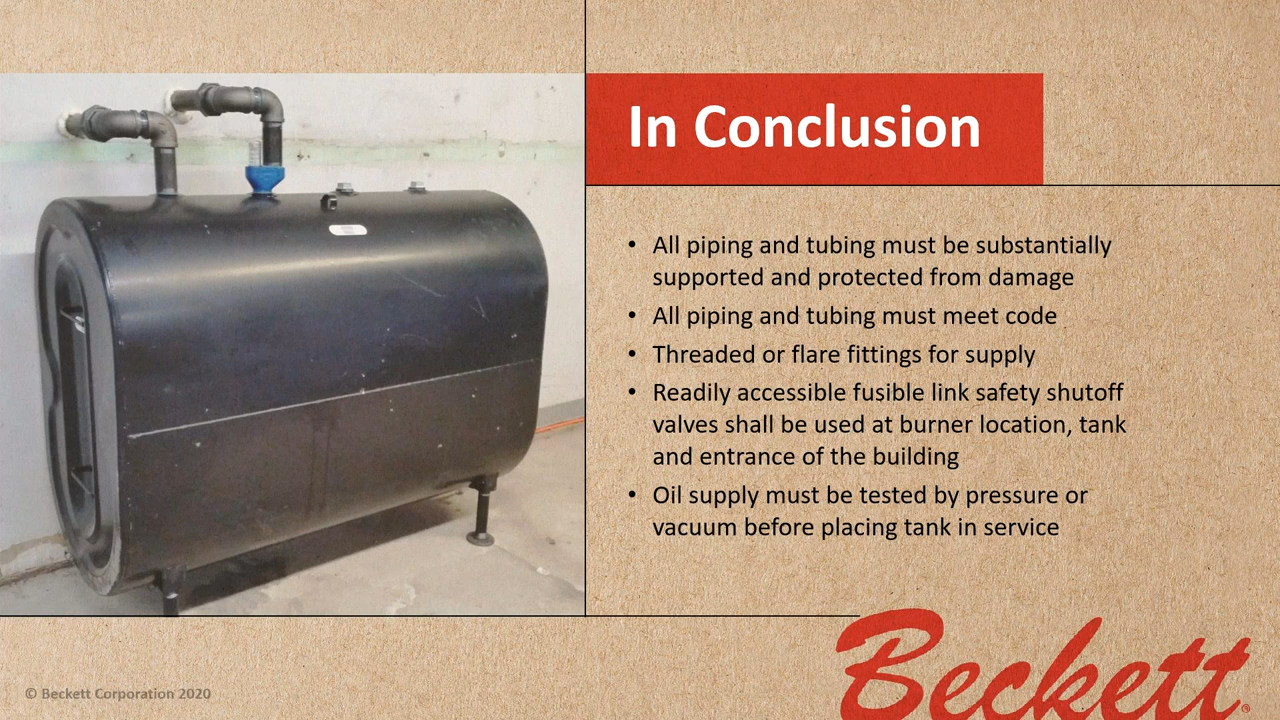 In Conclusion
• All piping and tubing must be substantially
supported and protected from damage
• All piping and tubing must meet code
• Threaded or flare fittings for supply
• Readily accessible fusible link safety shutoff
valves shall be used at burner location, tank
and entrance of the building
• Oil supply must be tested by pressure or
vacuum before placing tank in service
© Beckett Corporation 2020
Beckett®